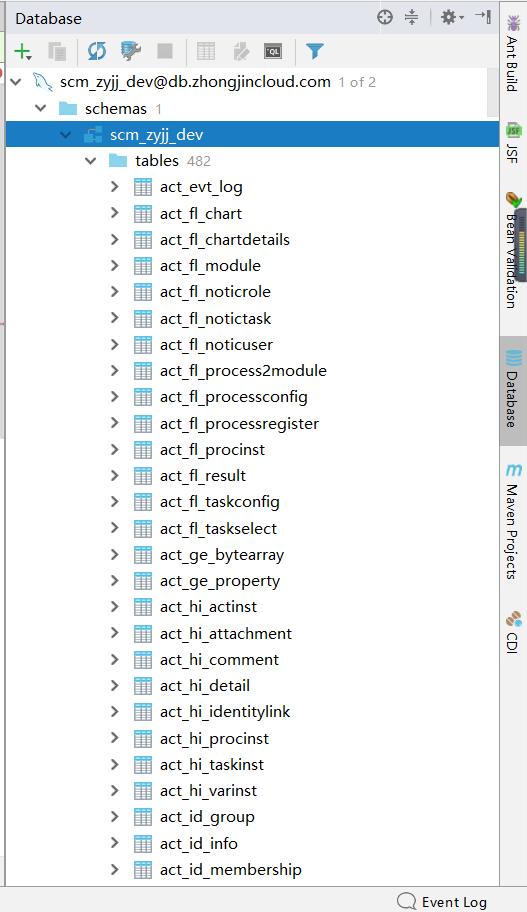 Database
QL
scm_zyjj_dev@db.zhongjincloud.com 1 of 2
schemas 1
scm_zyjj_dev
tables 482
act_evt_log
act_fl_chart
act_fl_chartdetails
act_fl_module
act_fl_noticrole
act_fl_notictask
act_fl_noticuser
act_fl_process2module
act_fl_processconfig
act_fl_processregister
act_fl_procinst
act_fl_result
act_fl_taskconfig
act_fl_taskselect
act_ge_bytearray
act_ge_property
act_hi_actinst
act_hi_attachment
act_hi_comment
act_hi_detail
act_hi_identitylink
act_hi_procinst
act_hi_taskinst
act_hi_varinst
act_id_group
act_id_info
act_id_membership
Ant Build
JSF
JSF
Bean Validation
Database
m
Maven Projects
CDI
Event Log